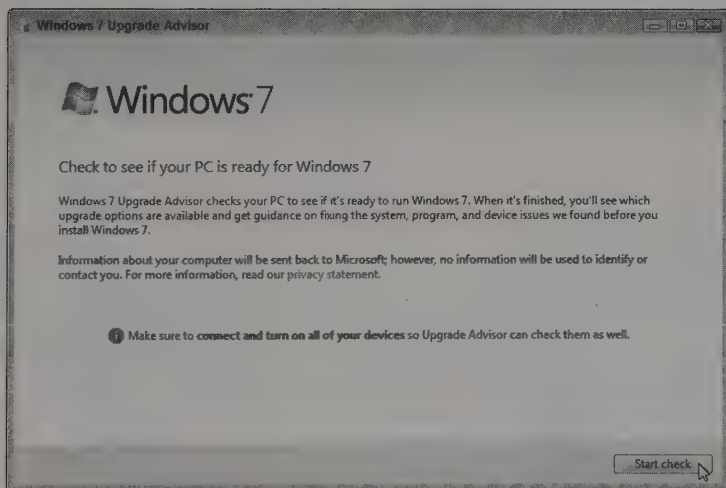 Windows 7 Upgrade Advisor
Windows 7
Check to see if your PC is ready for Windows 7
Windows 7 Upgrade Advisor checks your PC to see if it's ready to run Windows 7. When it's finished, you'll see which
upgrade options are available and get guidance on fixing the system, program, and device issues we found before you
install Windows 7.
Information about your computer will be sent back to Microsoft; however, no information will be used to identify or
contact you. For more information, read our privacy statement.
Make sure to connect and turn on all of your devices so Upgrade Advisor can check them as well.
Start check